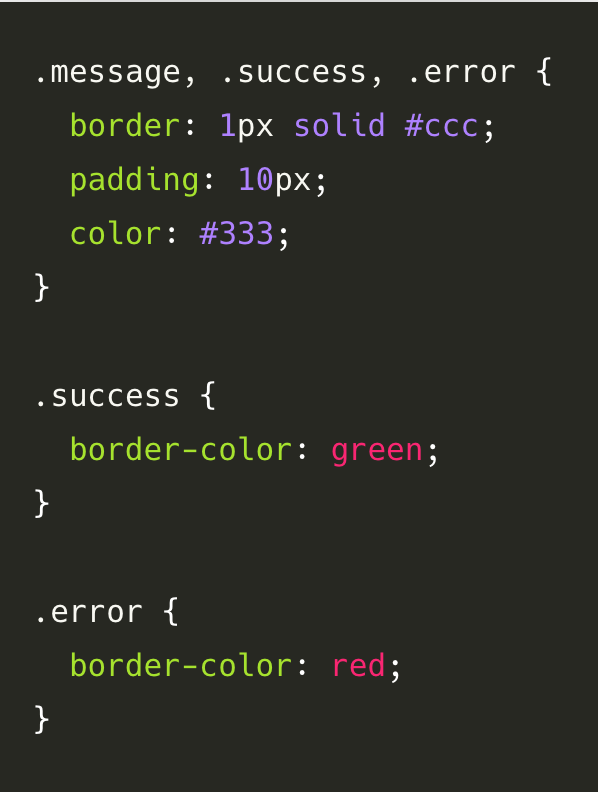 .message, .success, .error {
  border: 1px solid #ccc;
  padding: 10px;
  color: #333;
}

.success {
  border-color: green;
}

.error {
  border-color: red;
}